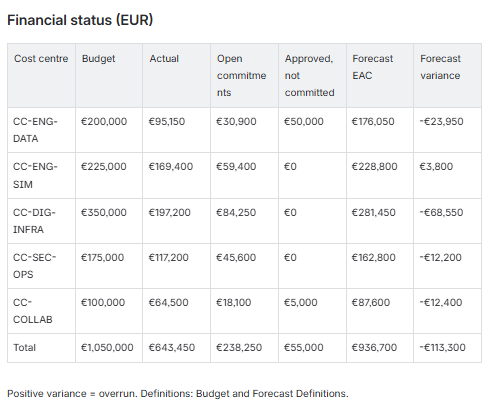 Financial status (EUR)
Cost centre Budget Actual Open commitme nts Approved, not committed Forecast EAC Forecast variance
CC-ENG-DATA €200,000 €95,150 €30,900 €50,000 €176,050 -€23,950
CC-ENG-SIM €225,000 €169,400 €59,400 €0 €228,800 €3,800
CC-DIG-INFRA €350,000 €197,200 €84,250 €0 €281,450 -€68,550
CC-SEC-OPS €175,000 €117,200 €45,600 €0 €162,800 -€12,200
CC-COLLAB €100,000 €64,500 €18,100 €5,000 €87,600 -€12,400
Total €1,050,000 €643,450 €238,250 €55,000 €936,700 -€113,300
Positive variance = overrun. Definitions: Budget and Forecast Definitions.